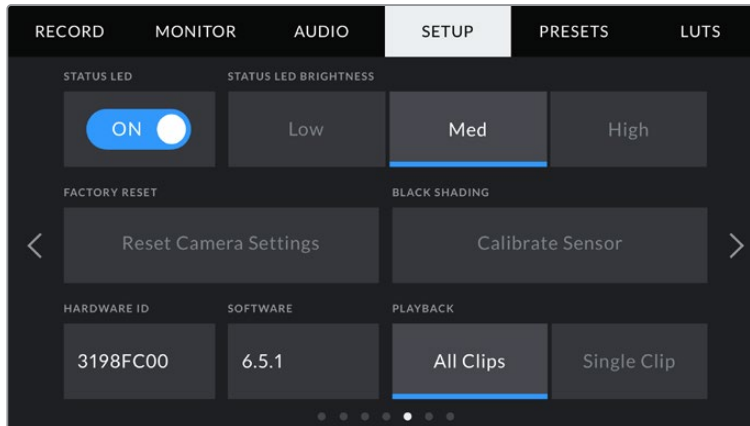 RECORD MONITOR AUDIO SETUP PRESETS LUTS
STATUS LED STATUS LED BRIGHTNESS
ON Low Med High
FACTORY RESET BLACK SHADING
Reset Camera Settings Calibrate Sensor
HARDWARE ID SOFTWARE PLAYBACK
3198FC00 6.5.1 All Clips Single Clip